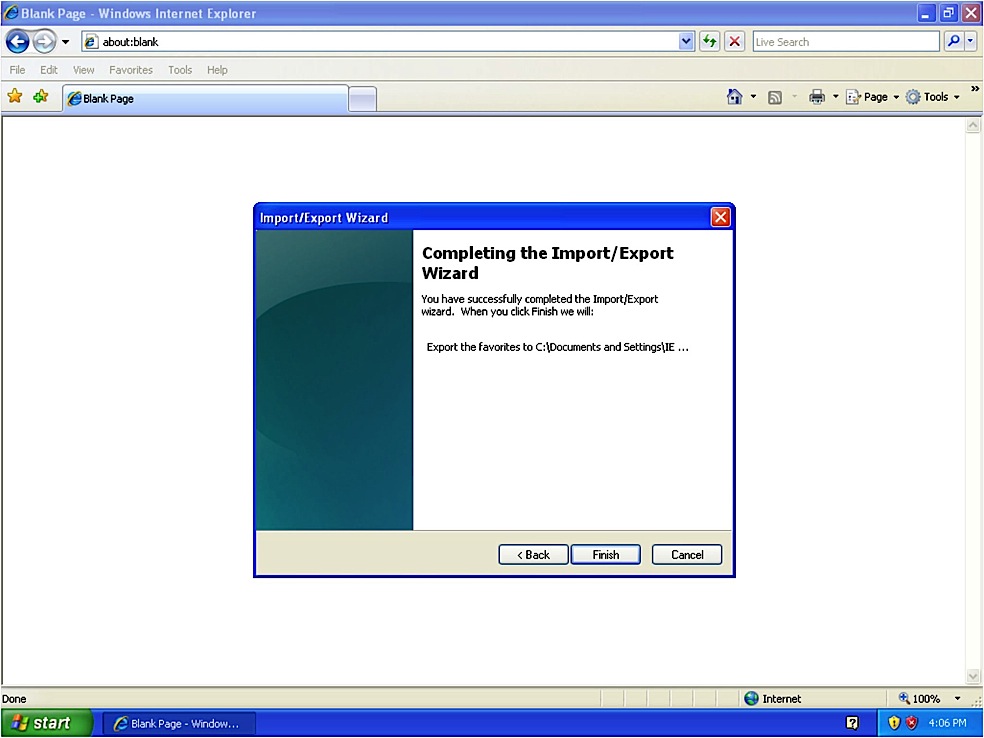 Blank Page - Windows Internet Explorer
about:blank
Live Search
File Edit View Favorites Tools Help
Blank Page
Page Tools »
Import/Export Wizard
Completing the Import/Export
Wizard
You have successfully completed the Import/Export
wizard. When you click Finish we will:
Export the favorites to C:\Documents and Settings\IE ...
< Back Finish Cancel
Done Internet 100%
start Blank Page - Window... 4:06 PM